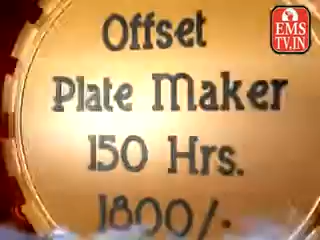 EMS
TV.IN
Offset
Plate Maker
150 Hrs.
1800/-